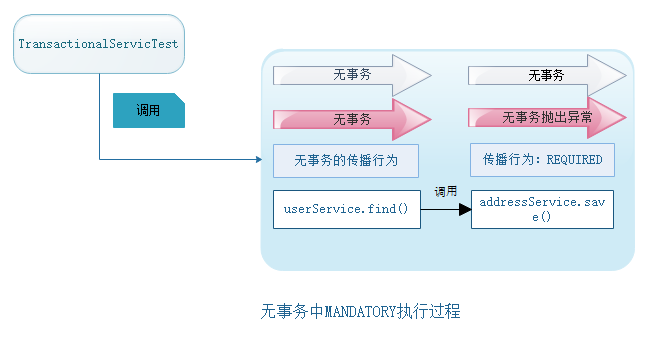 TransactionalServicTest
调用
无事务
无事务
无事务
无事务抛出异常
无事务的传播行为
传播行为: REQUIRED
userService.find()
调用
addressService.sav
e()
无事务中MANDATORY执行过程